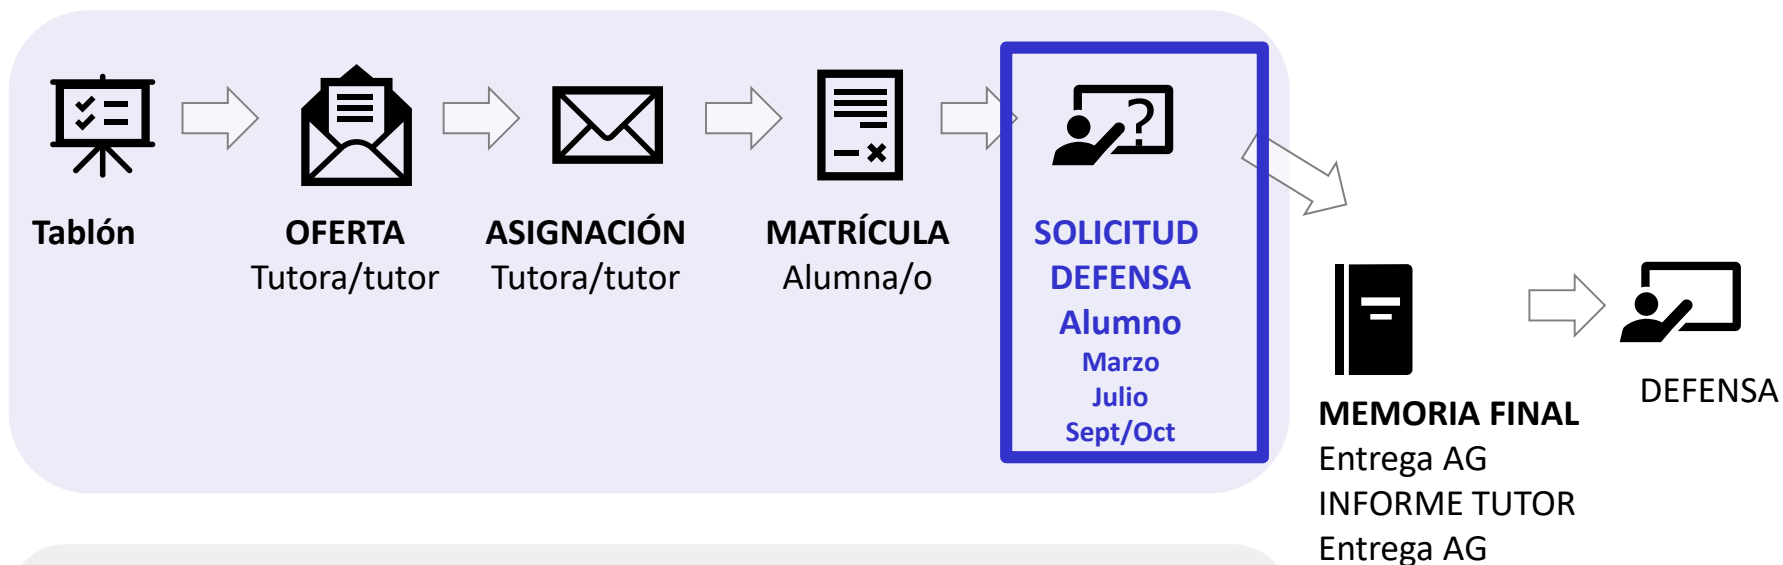 Tablón
OFERTA
Tutora/tutor
ASIGNACIÓN
Tutora/tutor
MATRÍCULA
Alumna/o
?
SOLICITUD
DEFENSA
Alumno
Marzo
Julio
Sept/Oct
MEMORIA FINAL
Entrega AG
INFORME TUTOR
Entrega AG
DEFENSA